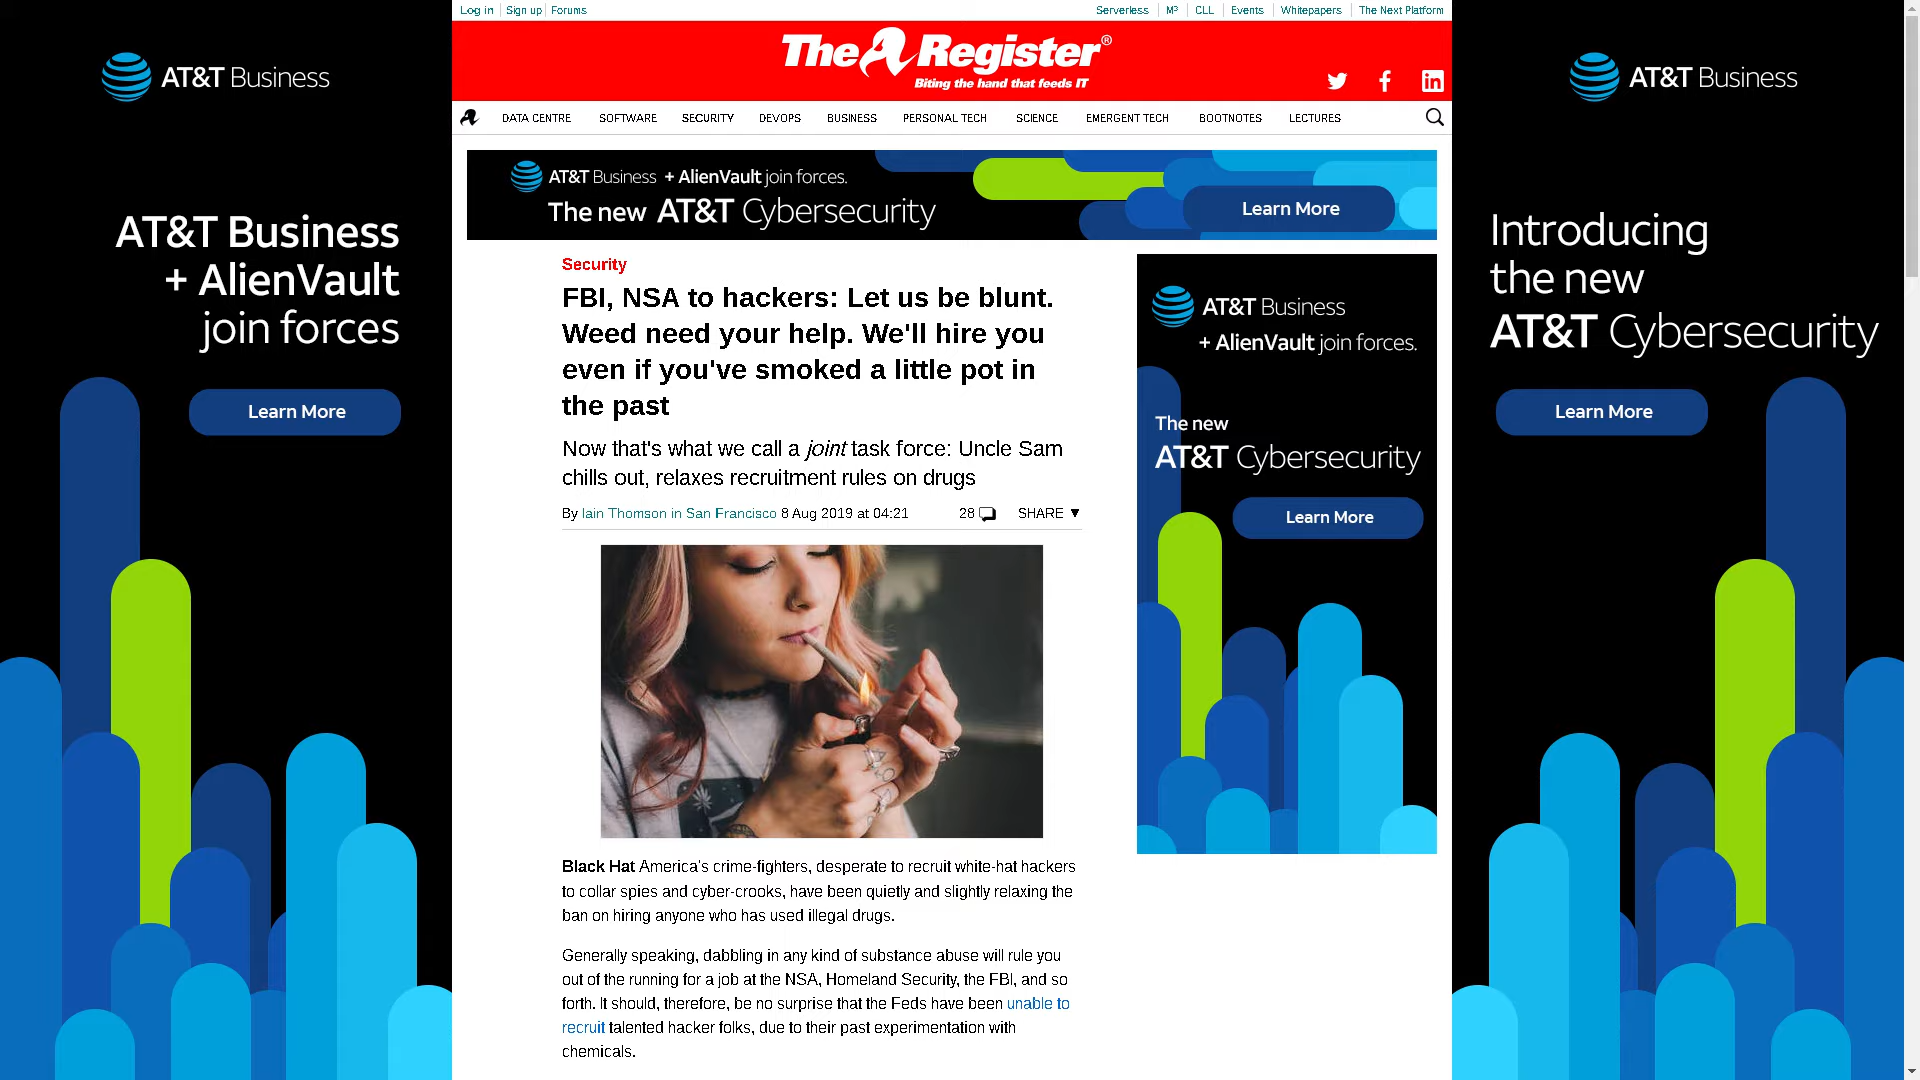 Log in
Sign up
Forums
Serverless
M³
CLL
Events
Whitepapers
The Next Platform
The Register®
Biting the hand that feeds IT
DATA CENTRE
SOFTWARE
SECURITY
DEVOPS
BUSINESS
PERSONAL TECH
SCIENCE
EMERGENT TECH
BOOTNOTES
LECTURES
AT&T Business
AT&T Business
+ AlienVault
join forces
Learn More
AT&T Business + AlienVault join forces.
The new AT&T Cybersecurity
Learn More
Security
FBI, NSA to hackers: Let us be blunt.
Weed need your help. We'll hire you
even if you've smoked a little pot in
the past
Now that's what we call a joint task force: Uncle Sam
chills out, relaxes recruitment rules on drugs
By Iain Thomson in San Francisco 8 Aug 2019 at 04:21
28
SHARE ▼
Black Hat America's crime-fighters, desperate to recruit white-hat hackers
to collar spies and cyber-crooks, have been quietly and slightly relaxing the
ban on hiring anyone who has used illegal drugs.
Generally speaking, dabbling in any kind of substance abuse will rule you
out of the running for a job at the NSA, Homeland Security, the FBI, and so
forth. It should, therefore, be no surprise that the Feds have been unable to
recruit talented hacker folks, due to their past experimentation with
chemicals.
AT&T Business
+ AlienVault join forces.
The new
AT&T Cybersecurity
Learn More
AT&T Business
Introducing
the new
AT&T Cybersecurity
Learn More